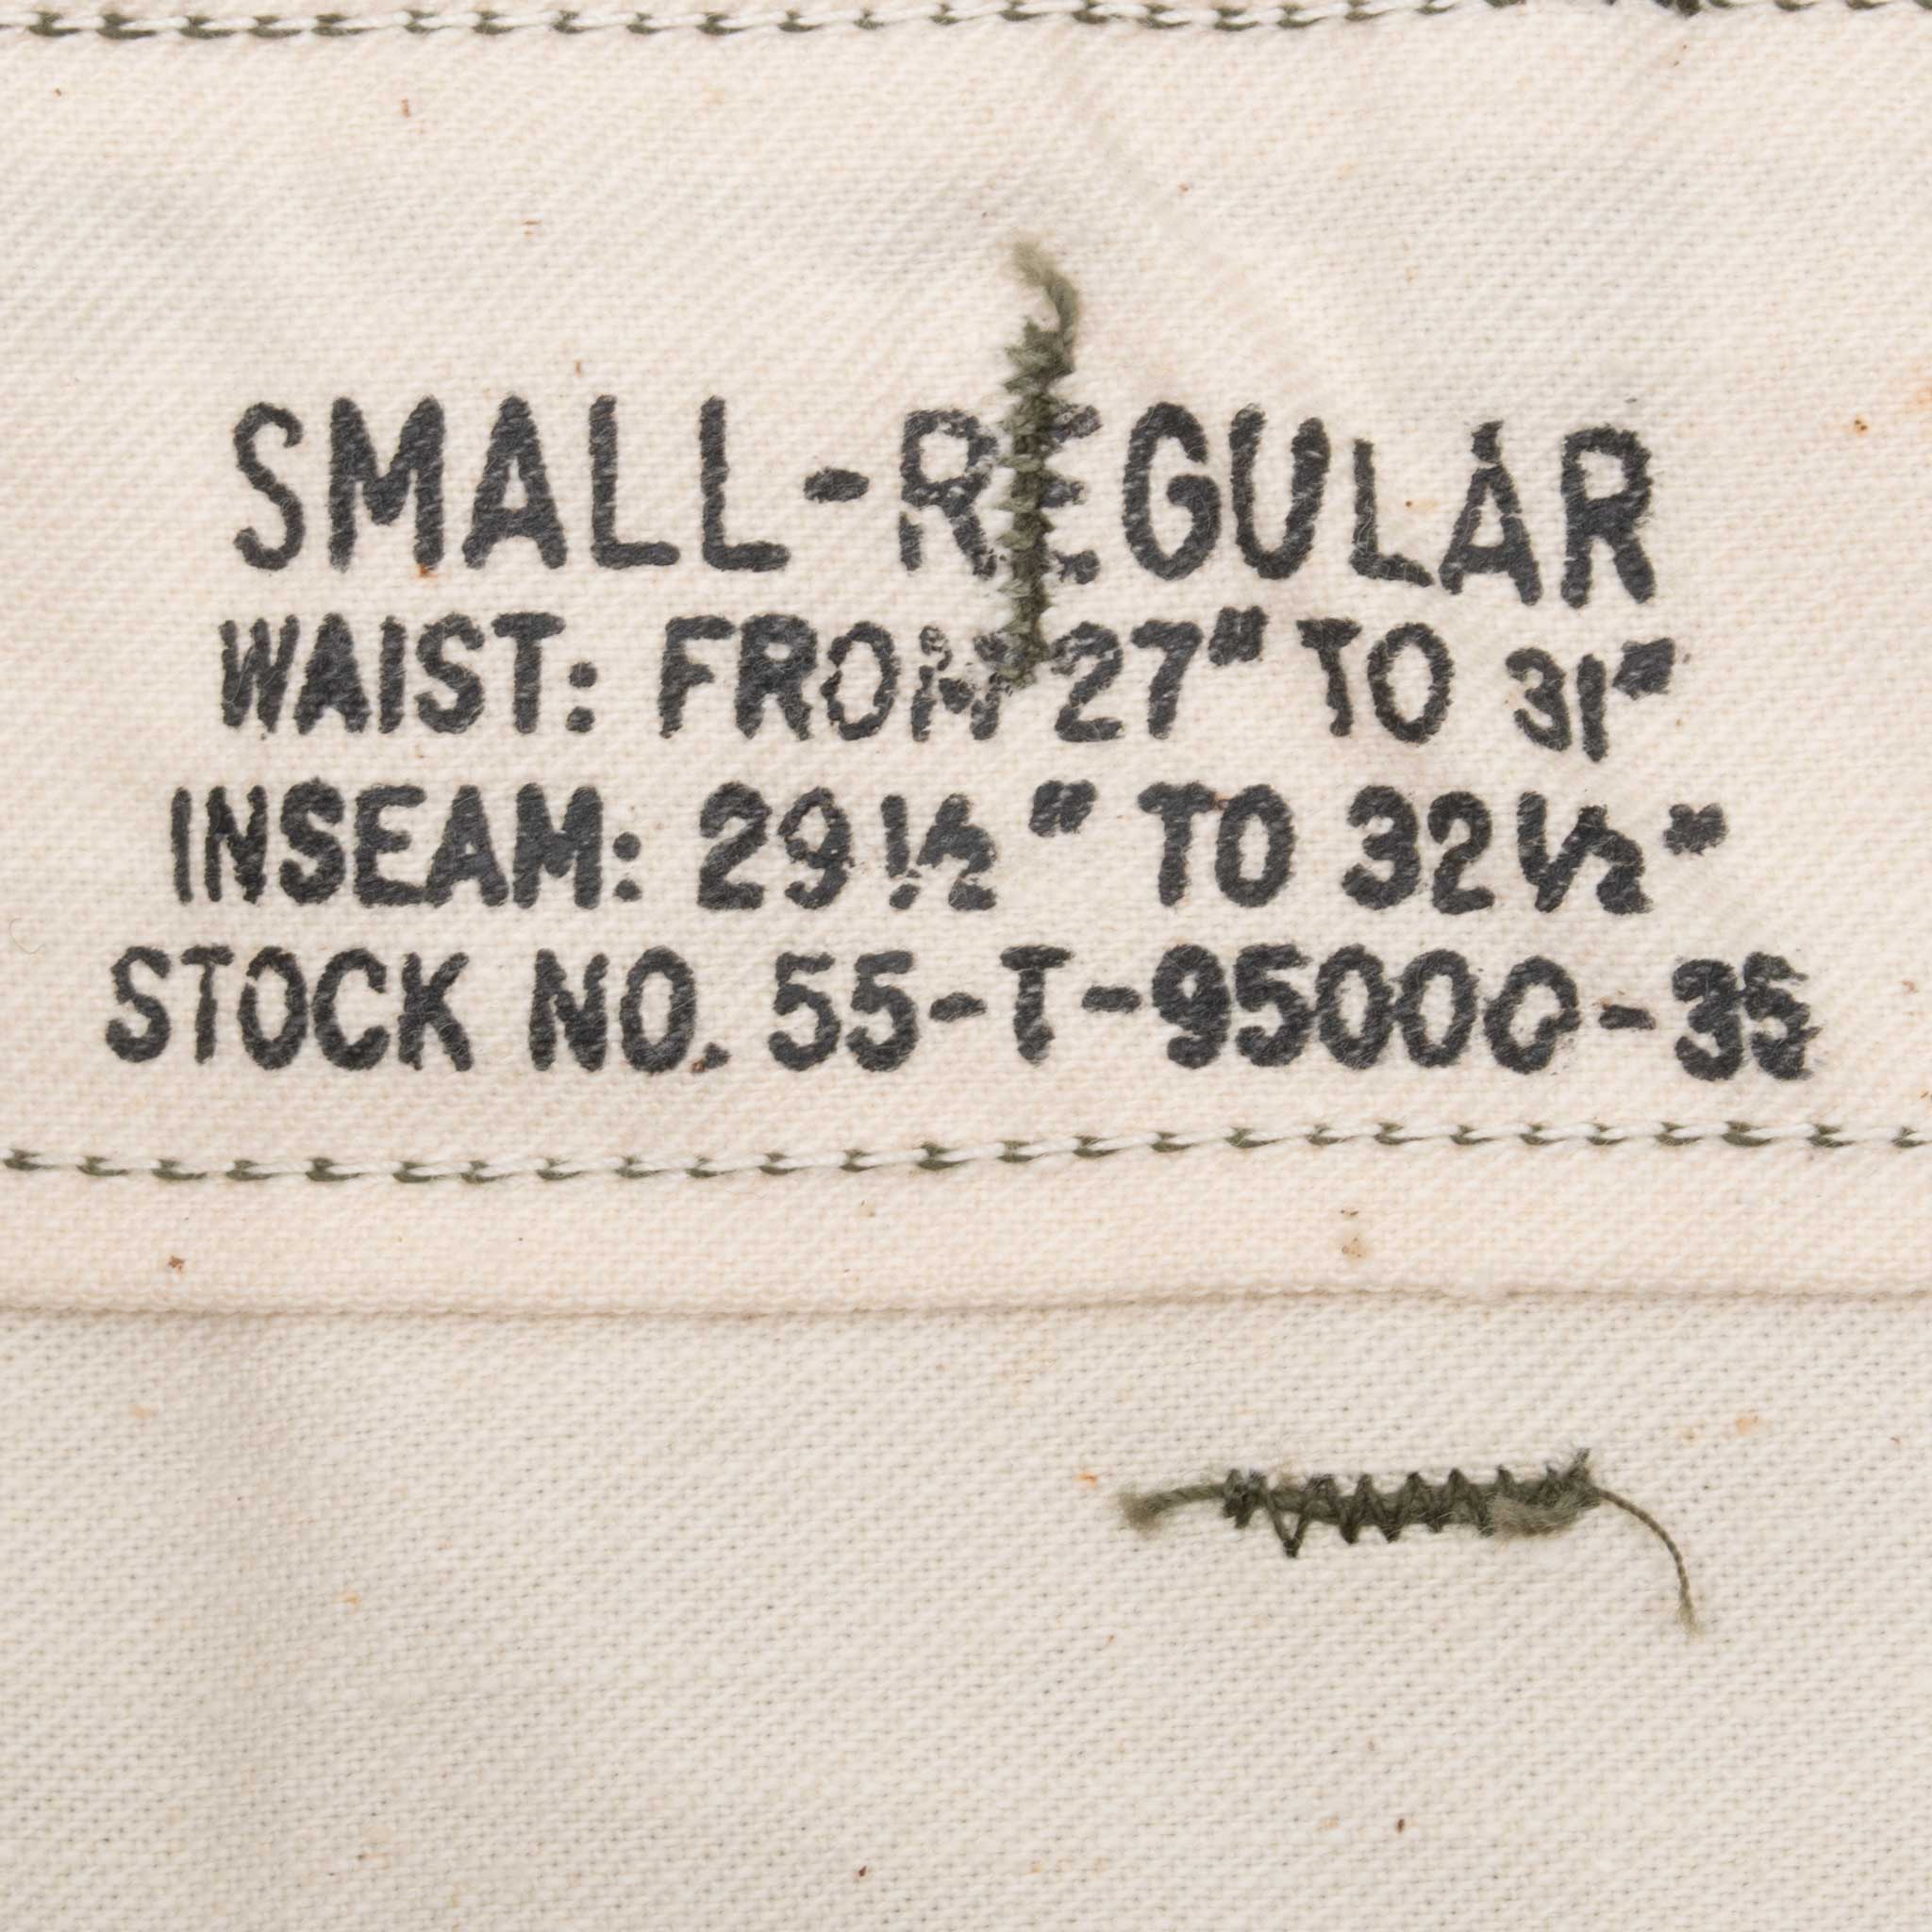 SMALL-REGULAR
WAIST: FROM 27" TO 31"
INSEAM: 29½" TO 32½"
STOCK NO. 55-T-95000-35